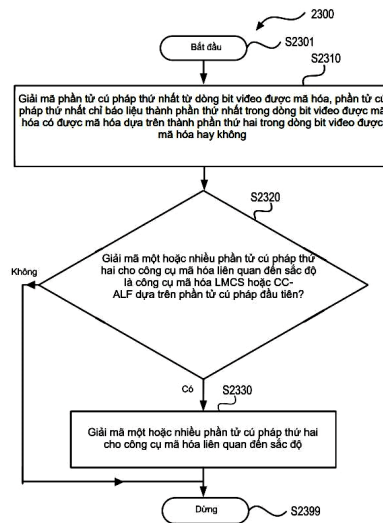 2300
Bắt đầu
S2301
S2310
Giải mã phần tử cú pháp thứ nhất từ dòng bit viđeo được mã hóa, phần tử cú
pháp thứ nhất chỉ báo liệu thành phần thứ nhất trong dòng bit viđeo được mã
hóa có được mã hóa dựa trên thành phần thứ hai trong dòng bit viđeo được
mã hóa hay không
S2320
Giải mã một hoặc nhiều phần tử cú pháp thứ
hai cho công cụ mã hóa liên quan đến sắc độ
là công cụ mã hóa LMCS hoặc CC-
ALF dựa trên phần tử cú pháp đầu tiên?
Không
Có
S2330
Giải mã một hoặc nhiều phần tử cú pháp thứ hai
cho công cụ mã hóa liên quan đến sắc độ
Dừng
S2399